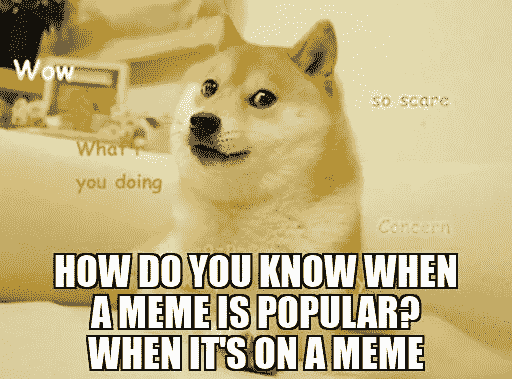 Wow
so scare
What r
you doing
Concern
HOW DO YOU KNOW WHEN
A MEME IS POPULAR?
WHEN IT'S ON A MEME